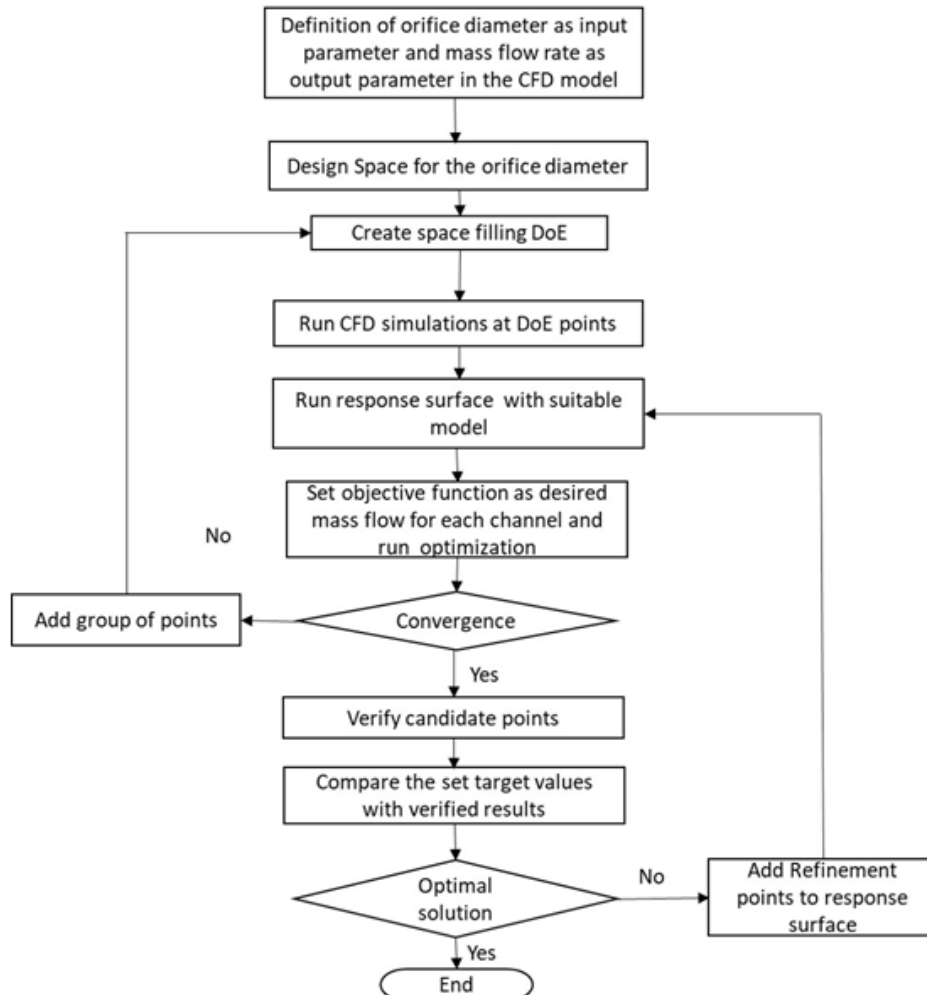 Definition of orifice diameter as input
parameter and mass flow rate as
output parameter in the CFD model
Design Space for the orifice diameter
Create space filling DoE
Run CFD simulations at DoE points
Run response surface with suitable
model
Set objective function as desired
mass flow for each channel and
run optimization
No
Add group of points
Convergence
Yes
Verify candidate points
Compare the set target values
with verified results
Optimal
solution
No
Add Refinement
points to response
surface
Yes
End